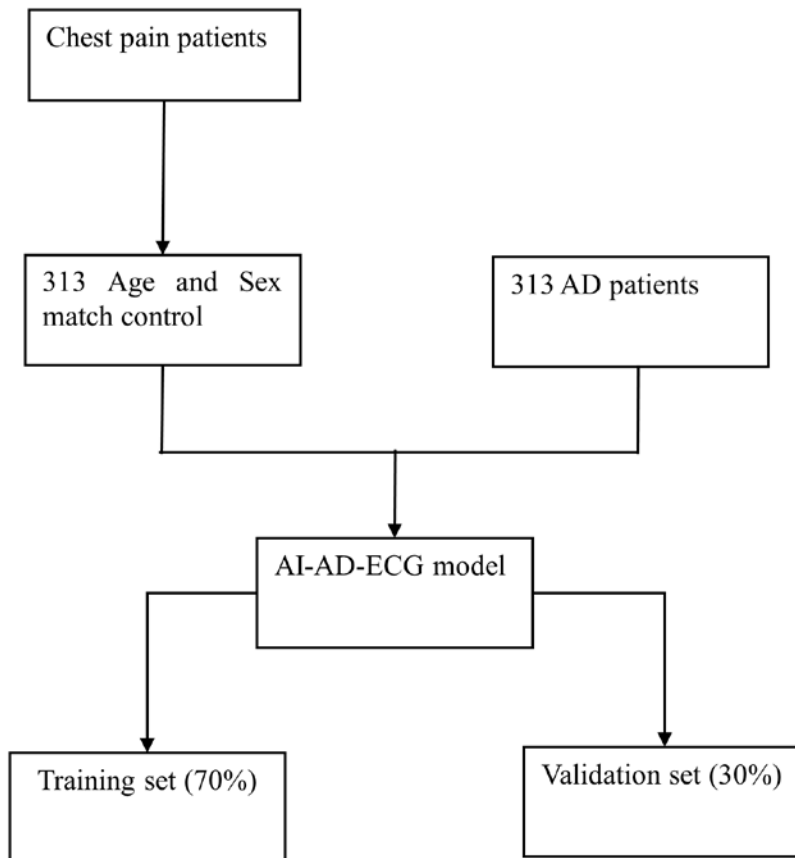 Chest pain patients
313 Age and Sex
match control
313 AD patients
AI-AD-ECG model
Training set (70%)
Validation set (30%)